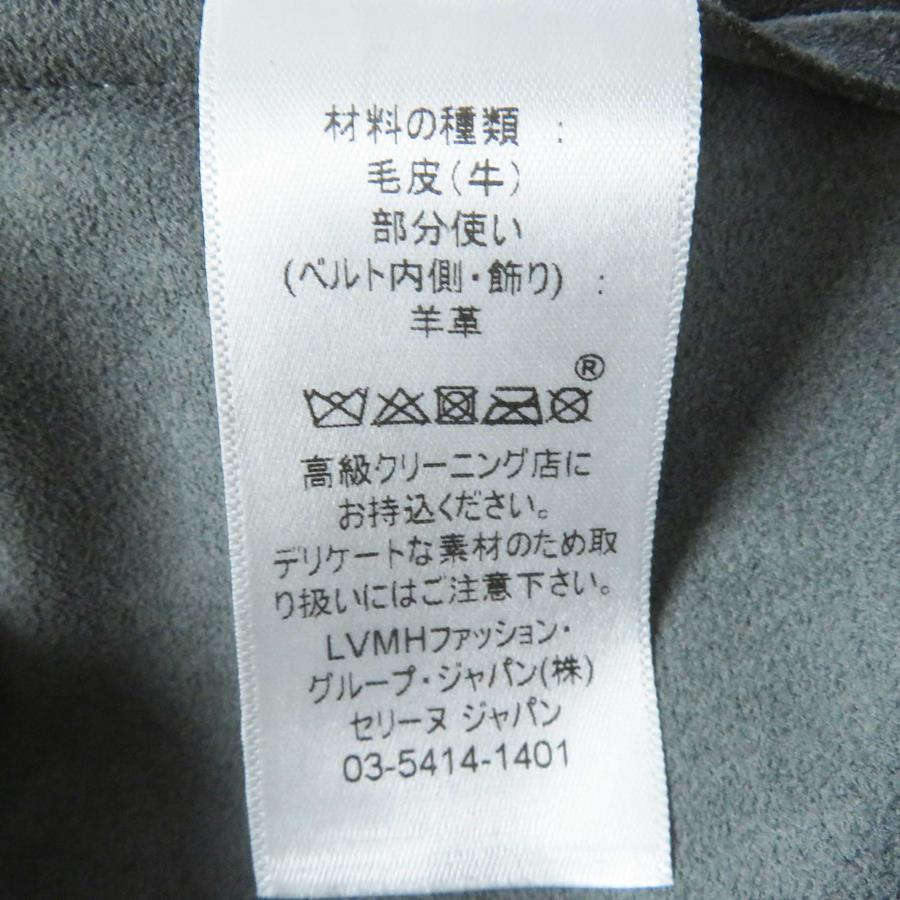 材料の種類 :
毛皮(牛)
部分使い
(ベルト内側・飾り) :
羊革
®
高級クリーニング店に
お持込ください。
デリケートな素材のため取
り扱いにはご注意下さい。
LVMHファッション・
グループ・ジャパン(株)
セリーヌ ジャパン
03-5414-1401